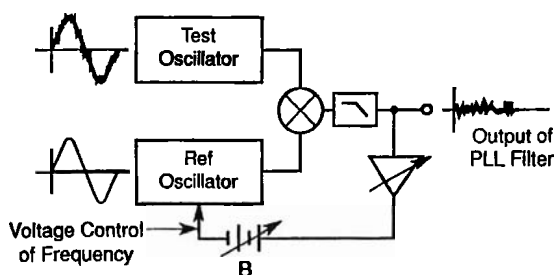 Test
Oscillator
Ref
Oscillator
Output of
PLL Filter
Voltage Control
of Frequency
B